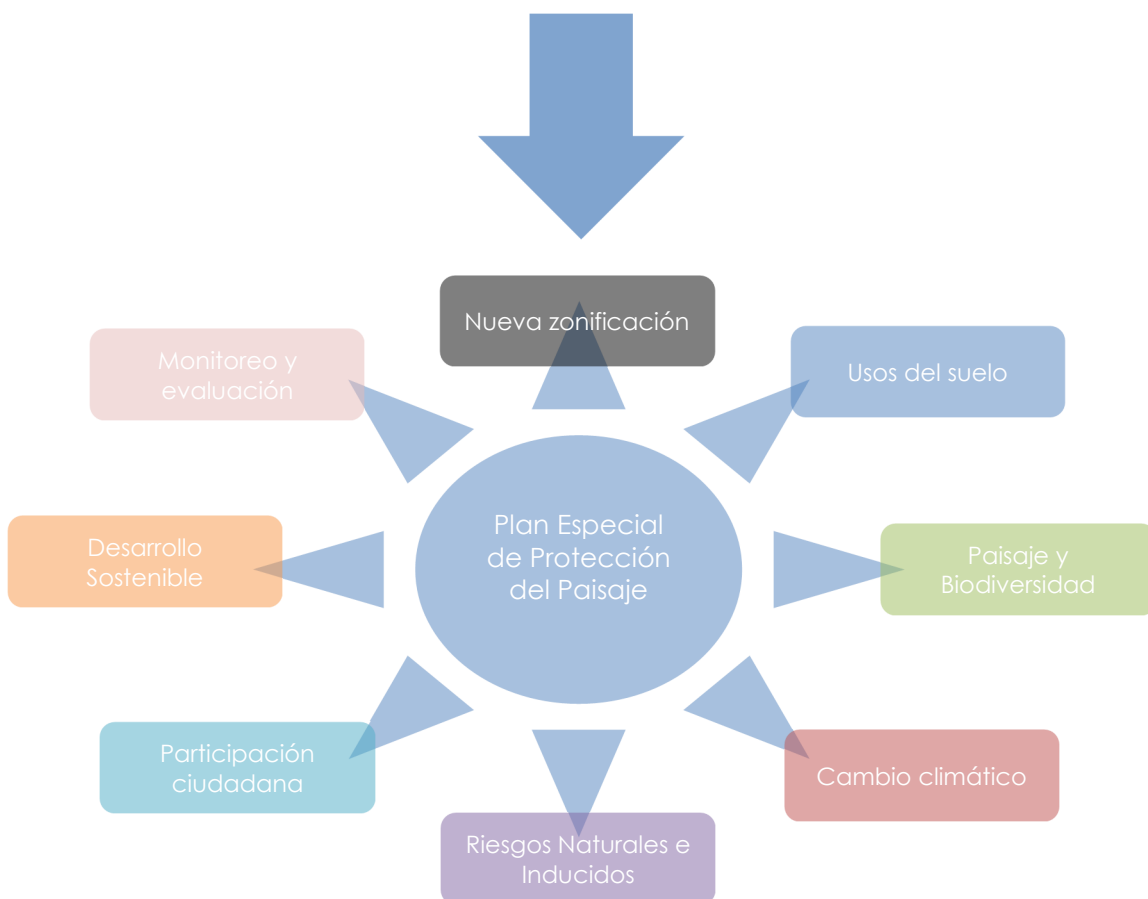 Nueva zonificación
Monitoreo y
evaluación
Usos del suelo
Plan Especial
de Protección
del Paisaje
Desarrollo
Sostenible
Paisaje y
Biodiversidad
Participación
ciudadana
Cambio climático
Riesgos Naturales e
Inducidos